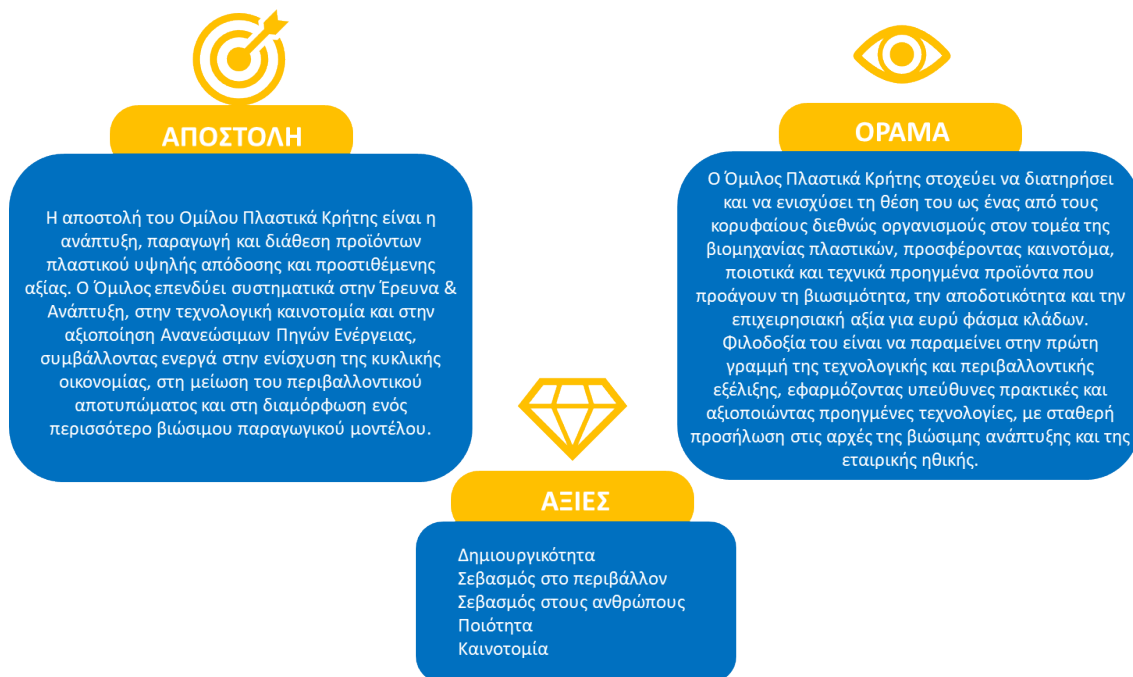 ΑΠΟΣΤΟΛΗ
Η αποστολή του Ομίλου Πλαστικά Κρήτης είναι η
ανάπτυξη, παραγωγή και διάθεση προϊόντων
πλαστικού υψηλής απόδοσης και προστιθέμενης
αξίας. Ο Όμιλος επενδύει συστηματικά στην Έρευνα &
Ανάπτυξη, στην τεχνολογική καινοτομία και στην
αξιοποίηση Ανανεώσιμων Πηγών Ενέργειας,
συμβάλλοντας ενεργά στην ενίσχυση της κυκλικής
οικονομίας, στη μείωση του περιβαλλοντικού
αποτυπώματος και στη διαμόρφωση ενός
περισσότερο βιώσιμου παραγωγικού μοντέλου.
ΟΡΑΜΑ
Ο Όμιλος Πλαστικά Κρήτης στοχεύει να διατηρήσει
και να ενισχύσει τη θέση του ως ένας από τους
κορυφαίους διεθνώς οργανισμούς στον τομέα της
βιομηχανίας πλαστικών, προσφέροντας καινοτόμα,
ποιοτικά και τεχνικά προηγμένα προϊόντα που
προάγουν τη βιωσιμότητα, την αποδοτικότητα και την
επιχειρησιακή αξία για ευρύ φάσμα κλάδων.
Φιλοδοξία του είναι να παραμείνει στην πρώτη
γραμμή της τεχνολογικής και περιβαλλοντικής
εξέλιξης, εφαρμόζοντας υπεύθυνες πρακτικές και
αξιοποιώντας προηγμένες τεχνολογίες, με σταθερή
προσήλωση στις αρχές της βιώσιμης ανάπτυξης και της
εταιρικής ηθικής.
ΑΞΙΕΣ
Δημιουργικότητα
Σεβασμός στο περιβάλλον
Σεβασμός στους ανθρώπους
Ποιότητα
Καινοτομία